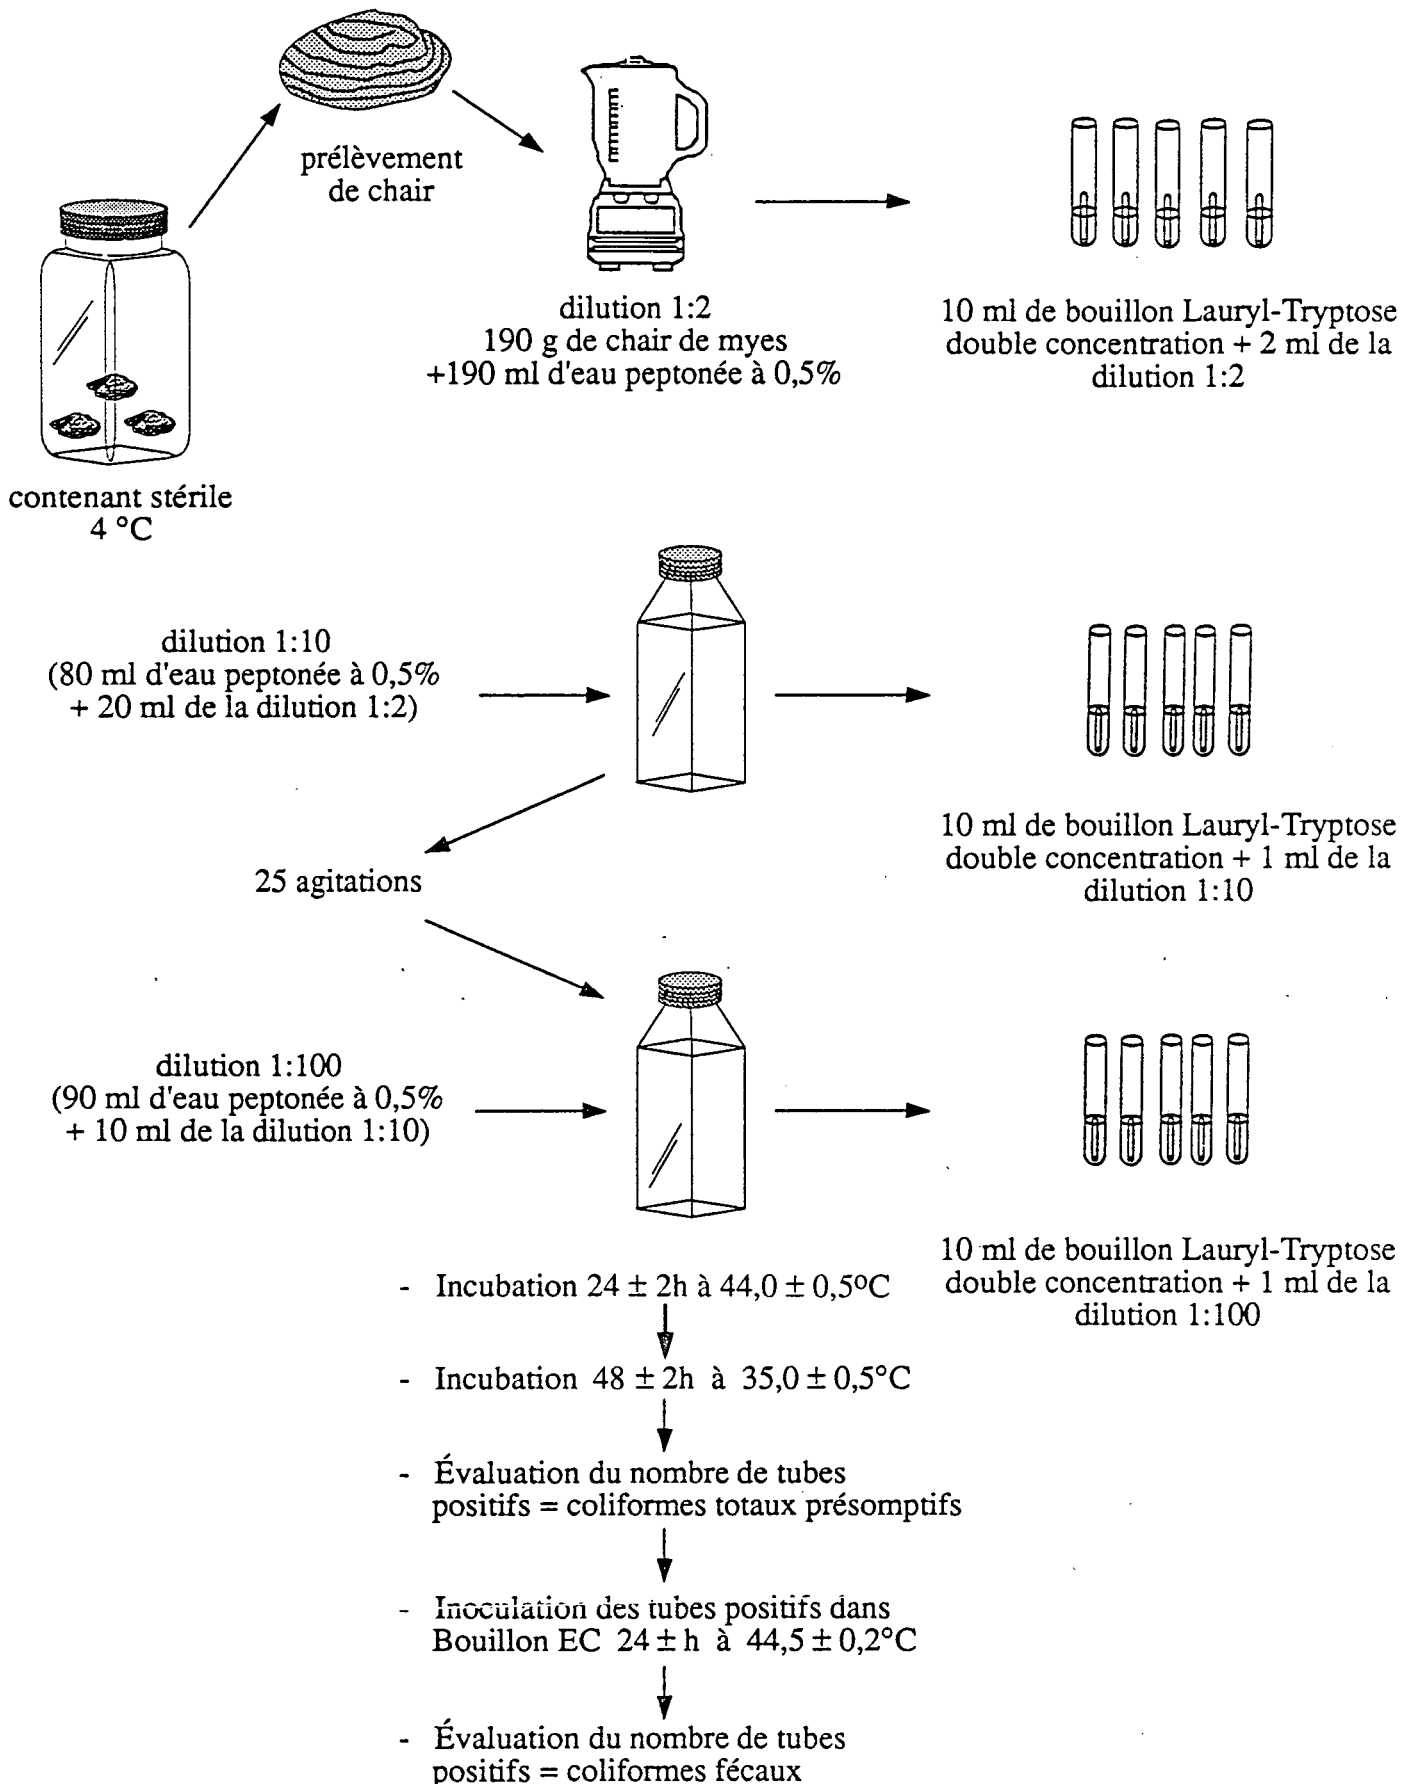 prélèvement
de chair
contenant stérile
4 °C
dilution 1:2
190 g de chair de myes
+190 ml d'eau peptonée à 0,5%
10 ml de bouillon Lauryl-Tryptose
double concentration + 2 ml de la
dilution 1:2
dilution 1:10
(80 ml d'eau peptonée à 0,5%
+ 20 ml de la dilution 1:2)
10 ml de bouillon Lauryl-Tryptose
double concentration + 1 ml de la
dilution 1:10
25 agitations
dilution 1:100
(90 ml d'eau peptonée à 0,5%
+ 10 ml de la dilution 1:10)
10 ml de bouillon Lauryl-Tryptose
double concentration + 1 ml de la
dilution 1:100
- Incubation 24 ± 2h à 44,0 ± 0,5ºC
- Incubation 48 ± 2h à 35,0 ± 0,5°C
- Évaluation du nombre de tubes
positifs = coliformes totaux présomptifs
- Inoculation des tubes positifs dans
Bouillon EC 24 ± h à 44,5 ± 0,2°C
- Évaluation du nombre de tubes
positifs = coliformes fécaux